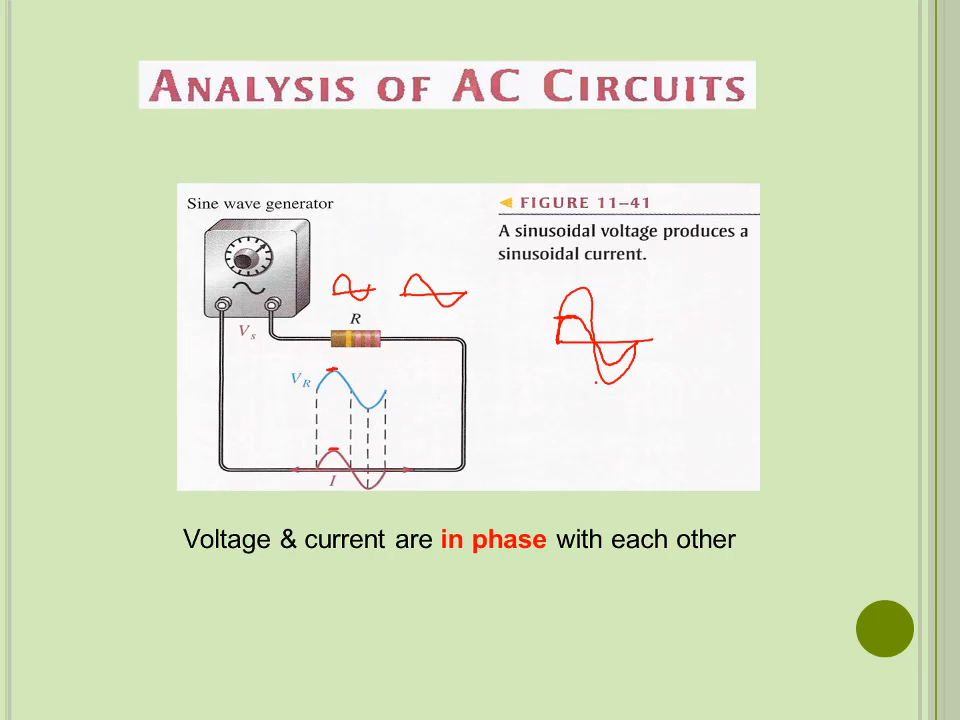 ANALYSIS OF AC CIRCUITS
Sine wave generator
◄ FIGURE 11–41
A sinusoidal voltage produces a
sinusoidal current.
Vs
R
VR
I
Voltage & current are in phase with each other